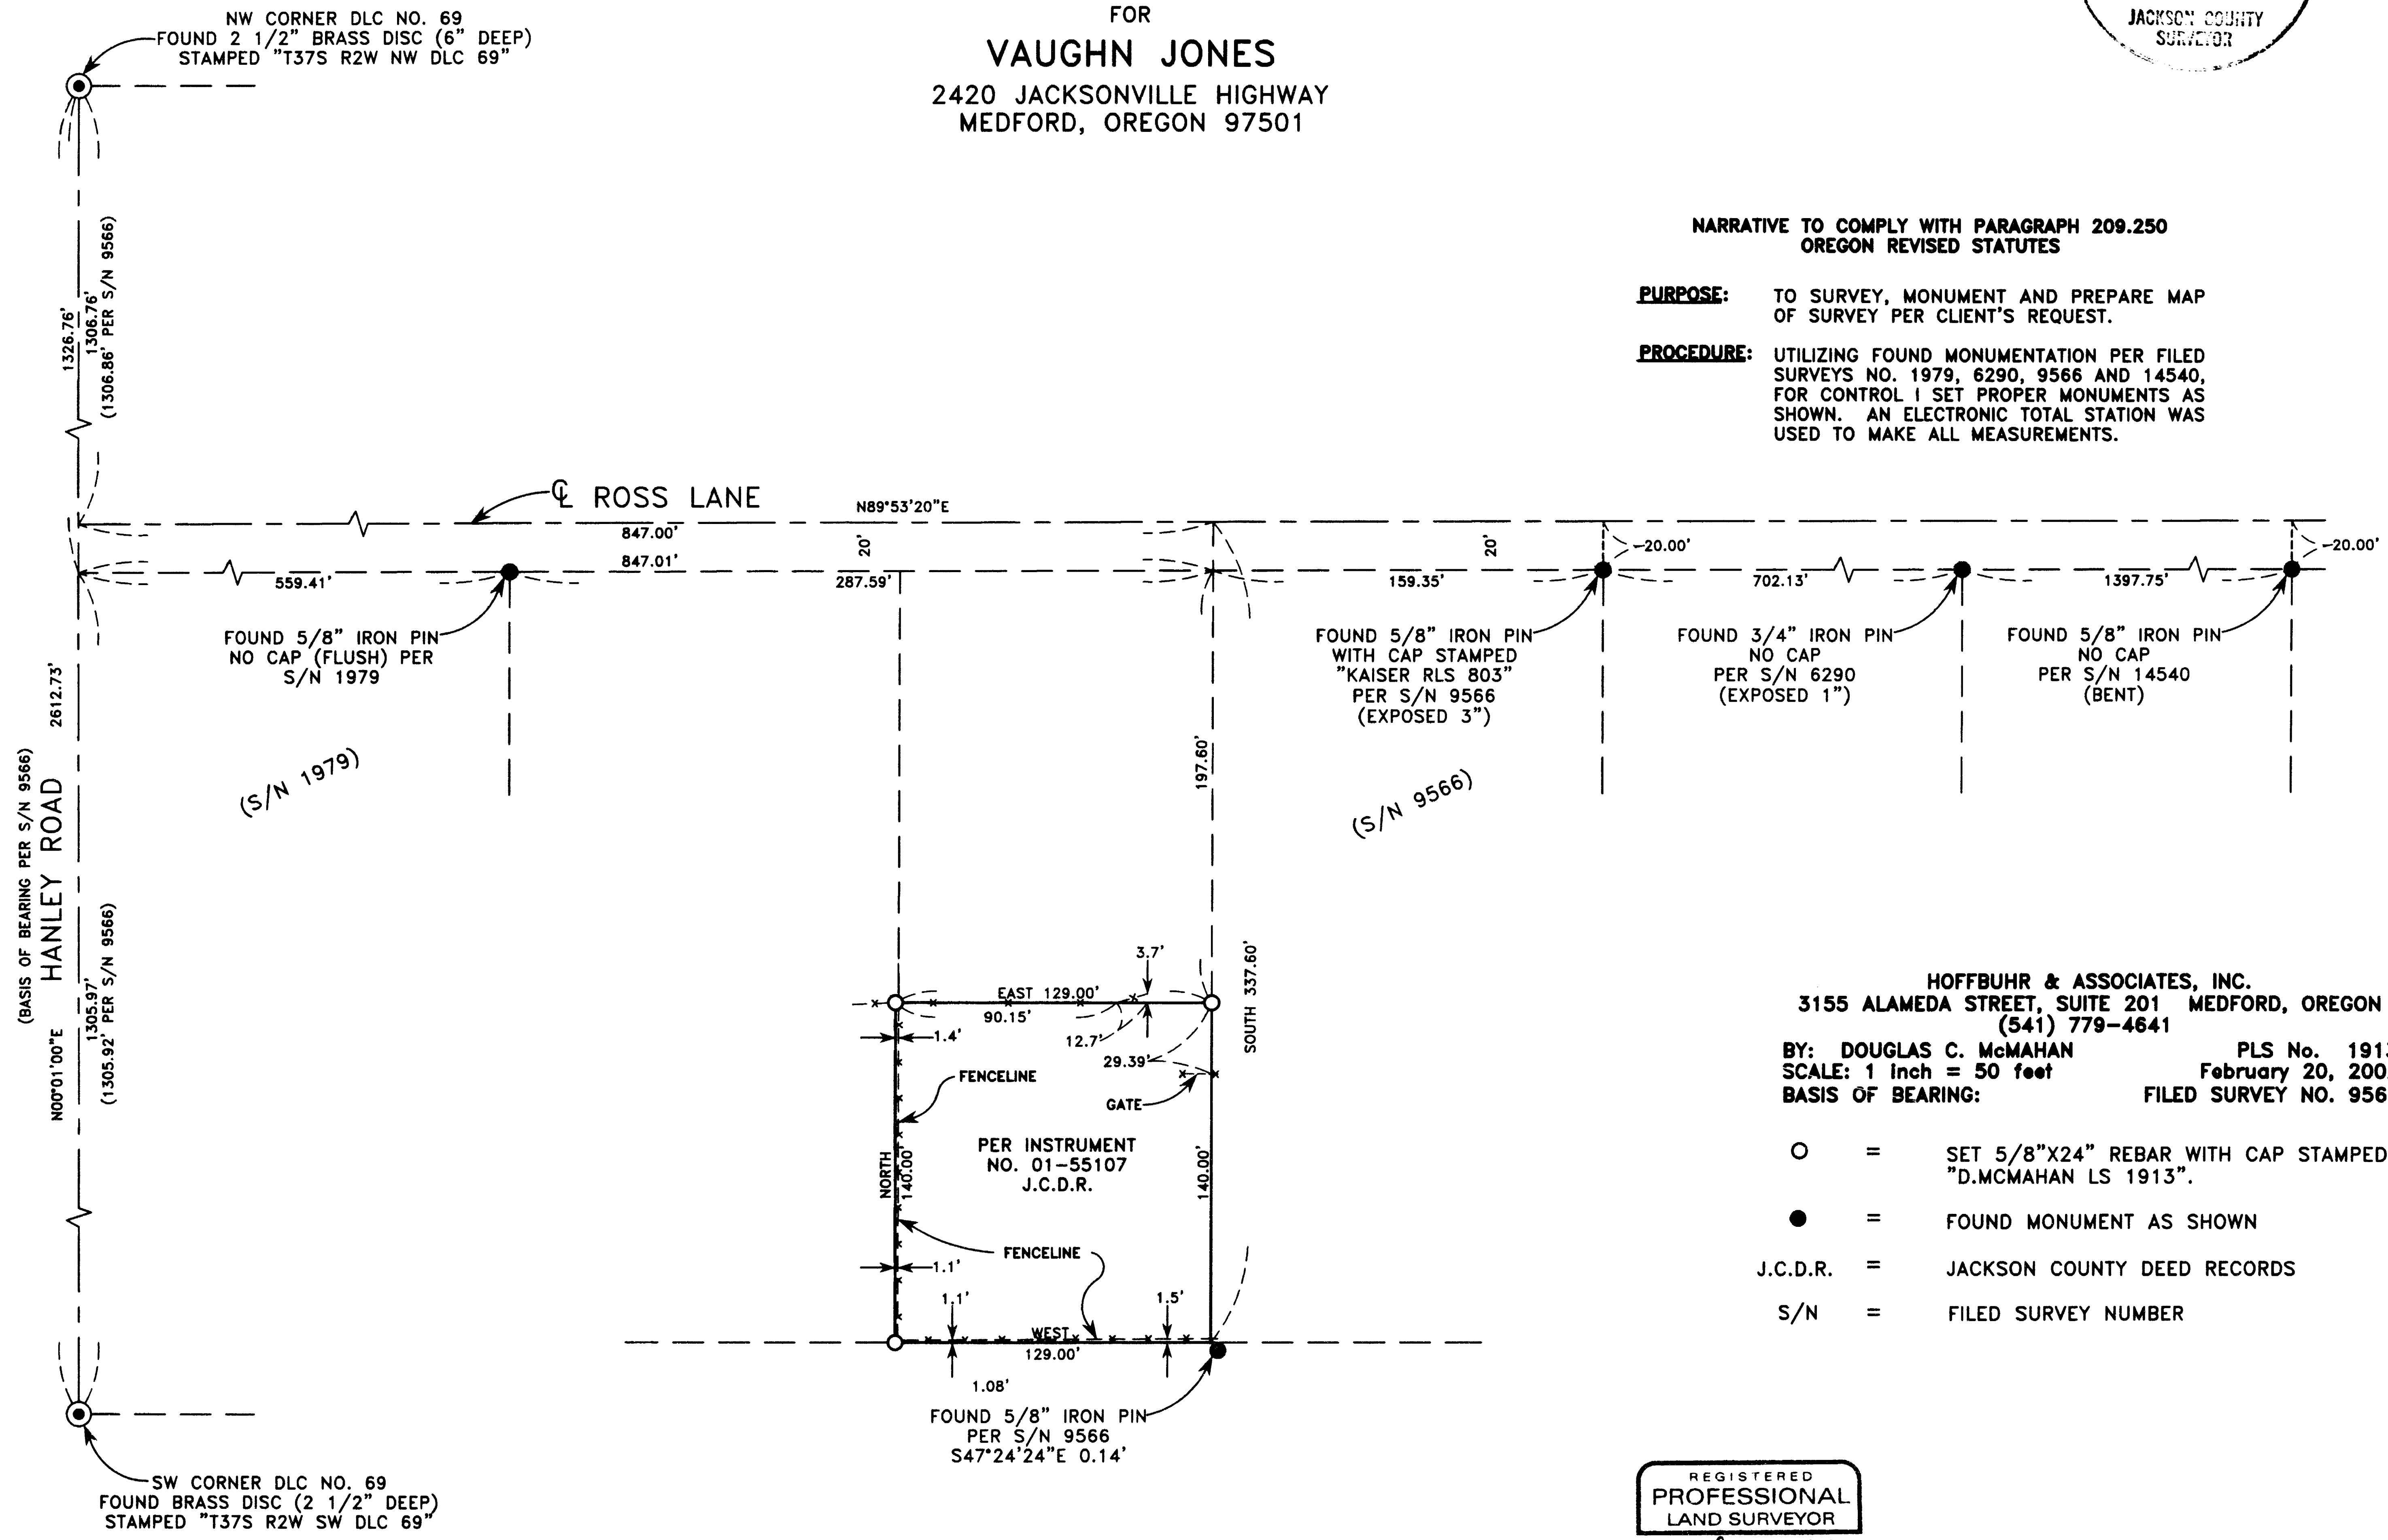 NW CORNER DLC NO. 69
FOUND 2 1/2" BRASS DISC (6" DEEP)
STAMPED "T37S R2W NW DLC 69"
FOR
VAUGHN JONES
2420 JACKSONVILLE HIGHWAY
MEDFORD, OREGON 97501
JACKSON COUNTY
SURVEYOR
NARRATIVE TO COMPLY WITH PARAGRAPH 209.250
OREGON REVISED STATUTES
PURPOSE: TO SURVEY, MONUMENT AND PREPARE MAP
OF SURVEY PER CLIENT'S REQUEST.
PROCEDURE: UTILIZING FOUND MONUMENTATION PER FILED
SURVEYS NO. 1979, 6290, 9566 AND 14540,
FOR CONTROL I SET PROPER MONUMENTS AS
SHOWN. AN ELECTRONIC TOTAL STATION WAS
USED TO MAKE ALL MEASUREMENTS.
1326.76'
1306.76'
(1306.86' PER S/N 9566)
℄ ROSS LANE
N89°53'20"E
847.00'
20'
20'
20.00'
20.00'
847.01'
559.41'
287.59'
159.35'
702.13'
1397.75'
FOUND 5/8" IRON PIN
NO CAP (FLUSH) PER
S/N 1979
FOUND 5/8" IRON PIN
WITH CAP STAMPED
"KAISER RLS 803"
PER S/N 9566
(EXPOSED 3")
FOUND 3/4" IRON PIN
NO CAP
PER S/N 6290
(EXPOSED 1")
FOUND 5/8" IRON PIN
NO CAP
PER S/N 14540
(BENT)
2612.73'
(BASIS OF BEARING PER S/N 9566)
HANLEY ROAD
N00°01'00"E
1305.97'
(1305.92' PER S/N 9566)
(S/N 1979)
197.60'
(S/N 9566)
SOUTH 337.60'
3.7'
EAST 129.00'
90.15'
1.4'
12.7'
29.39'
FENCELINE
GATE
PER INSTRUMENT
NO. 01-55107
J.C.D.R.
NORTH
140.00'
140.00'
FENCELINE
1.1'
1.1'
1.5'
WEST
129.00'
1.08'
FOUND 5/8" IRON PIN
PER S/N 9566
S47°24'24"E 0.14'
HOFFBUHR & ASSOCIATES, INC.
3155 ALAMEDA STREET, SUITE 201 MEDFORD, OREGON
(541) 779-4641
BY: DOUGLAS C. McMAHAN PLS No. 1913
SCALE: 1 Inch = 50 feet February 20, 200
BASIS OF BEARING: FILED SURVEY NO. 956
= SET 5/8"X24" REBAR WITH CAP STAMPED
"D.MCMAHAN LS 1913".
= FOUND MONUMENT AS SHOWN
J.C.D.R. = JACKSON COUNTY DEED RECORDS
S/N = FILED SURVEY NUMBER
SW CORNER DLC NO. 69
FOUND BRASS DISC (2 1/2" DEEP)
STAMPED "T37S R2W SW DLC 69"
REGISTERED
PROFESSIONAL
LAND SURVEYOR